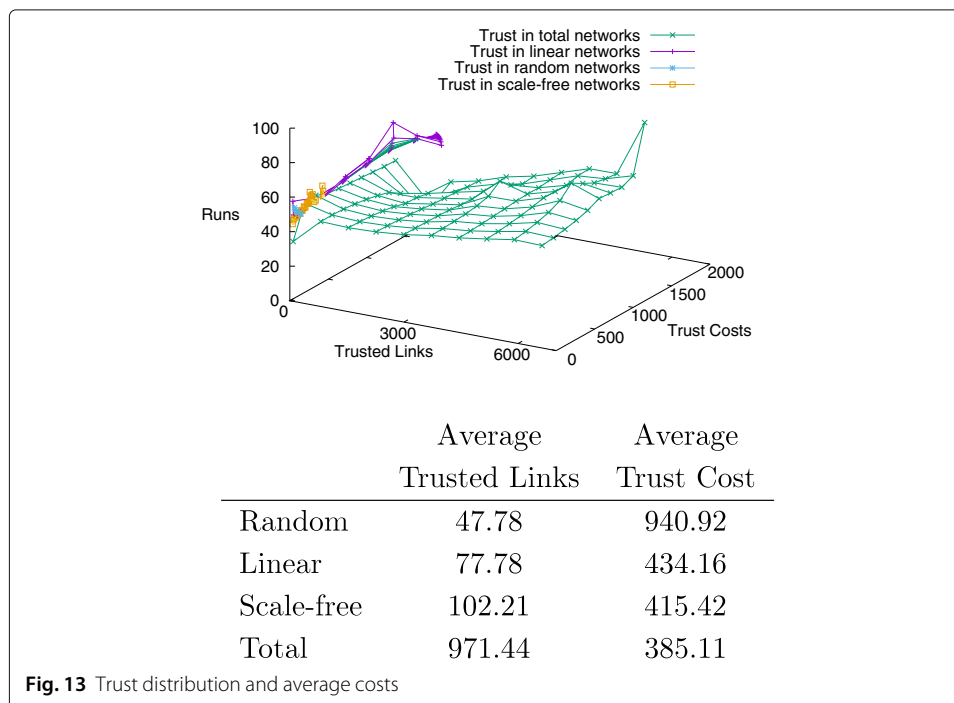 Trust in total networks
Trust in linear networks
Trust in random networks
Trust in scale-free networks
100
80
60
Runs
40
20
0
0
3000
6000
Trusted Links
0
500
1000
1500
2000
Trust Costs
Average Average
Trusted Links Trust Cost
Random 47.78 940.92
Linear 77.78 434.16
Scale-free 102.21 415.42
Total 971.44 385.11
Fig. 13 Trust distribution and average costs